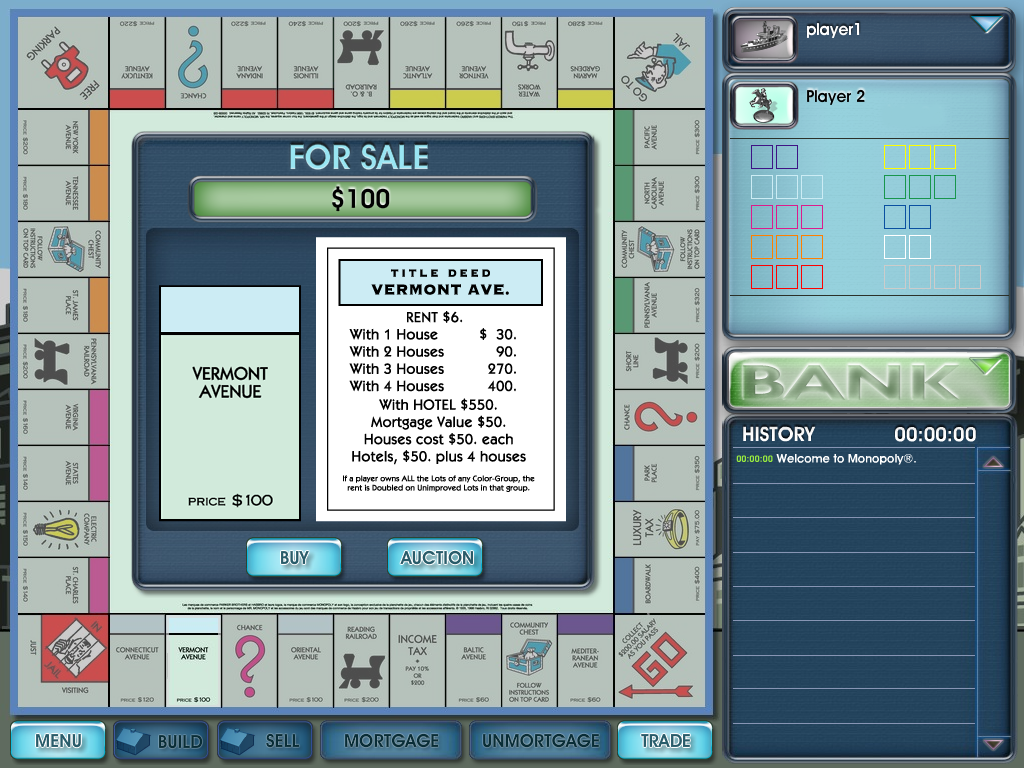 FREE
PARKING
PRICE $220
KENTUCKY
AVENUE
CHANCE
PRICE $220
INDIANA
AVENUE
PRICE $240
ILLINOIS
AVENUE
PRICE $200
B. & O.
RAILROAD
PRICE $260
ATLANTIC
AVENUE
PRICE $260
VENTNOR
AVENUE
PRICE $150
WATER
WORKS
PRICE $280
MARVIN
GARDENS
GO TO
JAIL
NEW YORK
AVENUE
PRICE $200
TENNESSEE
AVENUE
PRICE $180
COMMUNITY
CHEST
FOLLOW
INSTRUCTIONS
ON TOP CARD
ST. JAMES
PLACE
PRICE $180
PENNSYLVANIA
RAILROAD
PRICE $200
VIRGINIA
AVENUE
PRICE $160
STATES
AVENUE
PRICE $140
ELECTRIC
COMPANY
PRICE $150
ST. CHARLES
PLACE
PRICE $140
FOR SALE
$100
VERMONT
AVENUE
PRICE $100
TITLE DEED
VERMONT AVE.
RENT $6.
With 1 House $ 30.
With 2 Houses 90.
With 3 Houses 270.
With 4 Houses 400.
With HOTEL $550.
Mortgage Value $50.
Houses cost $50. each
Hotels, $50. plus 4 houses
If a player owns ALL the Lots of any Color-Group, the
rent is Doubled on Unimproved Lots in that group.
BUY
AUCTION
PACIFIC
AVENUE
PRICE $300
NORTH
CAROLINA
AVENUE
PRICE $300
COMMUNITY
CHEST
FOLLOW
INSTRUCTIONS
ON TOP CARD
PENNSYLVANIA
AVENUE
PRICE $320
SHORT
LINE
PRICE $200
CHANCE
PARK
PLACE
PRICE $350
LUXURY
TAX
PAY $75.00
BOARDWALK
PRICE $400
IN
JAIL
JUST
VISITING
CONNECTICUT
AVENUE
PRICE $120
VERMONT
AVENUE
PRICE $100
CHANCE
ORIENTAL
AVENUE
PRICE $100
READING
RAILROAD
PRICE $200
INCOME
TAX
PAY 10%
OR
$200
BALTIC
AVENUE
PRICE $60
COMMUNITY
CHEST
FOLLOW
INSTRUCTIONS
ON TOP CARD
MEDITER-
RANEAN
AVENUE
PRICE $60
COLLECT
$200.00 SALARY
AS YOU PASS
GO
MENU
BUILD
SELL
MORTGAGE
UNMORTGAGE
TRADE
player1
Player 2
BANK
HISTORY 00:00:00
00:00:00 Welcome to Monopoly®.